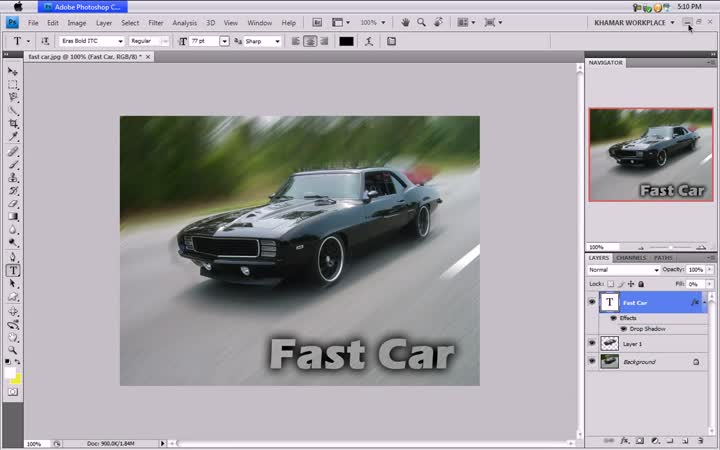 Adobe Photoshop C...
5:10 PM
Ps
File Edit Image Layer Select Filter Analysis 3D View Window Help
Br
100%
KHAMAR WORKPLACE
T
Eras Bold ITC
Regular
77 pt
Sharp
fast car.jpg @ 100% (Fast Car, RGB/8) *
NAVIGATOR
Fast Car
100%
LAYERS CHANNELS PATHS
Normal
Opacity: 100%
Lock:
Fill: 0%
T Fast Car fx
Effects
Drop Shadow
Layer 1
Background
Fast Car
100%
Doc: 900.0K/1.84M